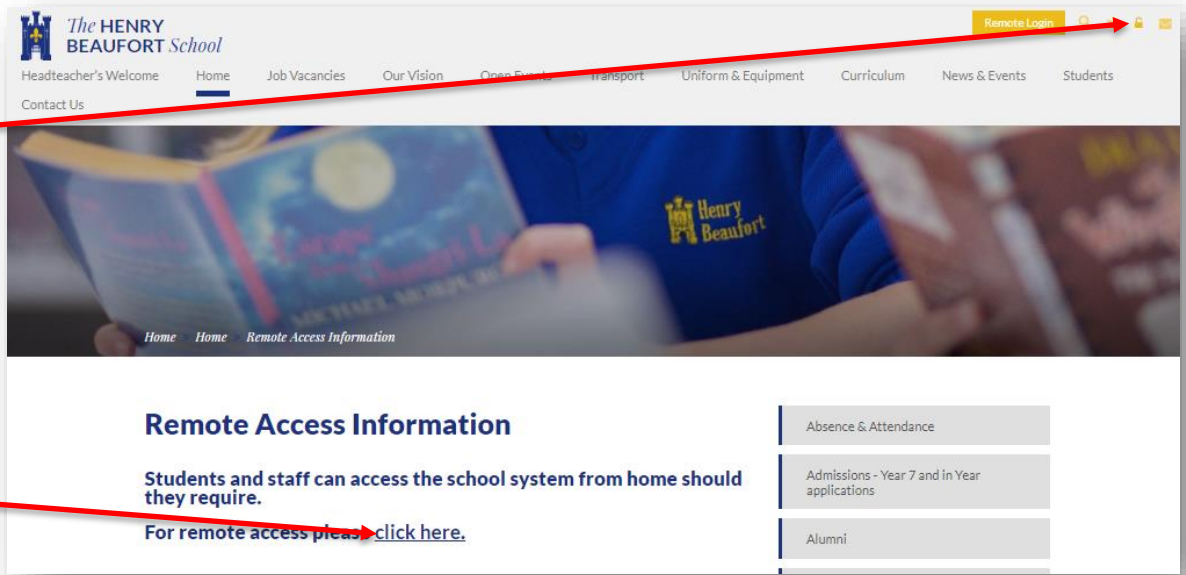 The HENRY
BEAUFORT School
Remote Login
Headteacher's Welcome Home Job Vacancies Our Vision Open Events Transport Uniform & Equipment Curriculum News & Events Students
Contact Us
Henry
Beaufort
Escape
MICHAEL
Home > Home > Remote Access Information
Remote Access Information
Students and staff can access the school system from home should
they require.
For remote access please click here.
Absence & Attendance
Admissions - Year 7 and in Year
applications
Alumni